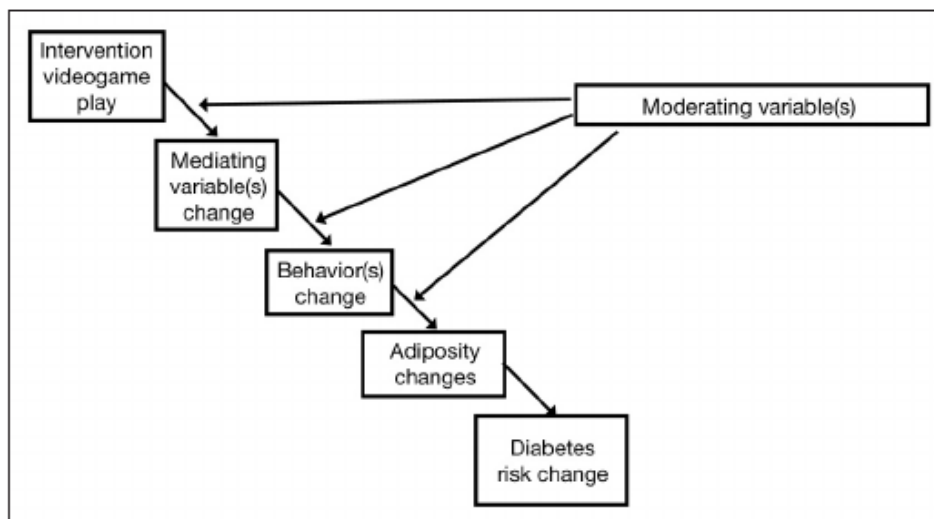 Intervention
videogame
play
Moderating variable(s)
Mediating
variable(s)
change
Behavior(s)
change
Adiposity
changes
Diabetes
risk change